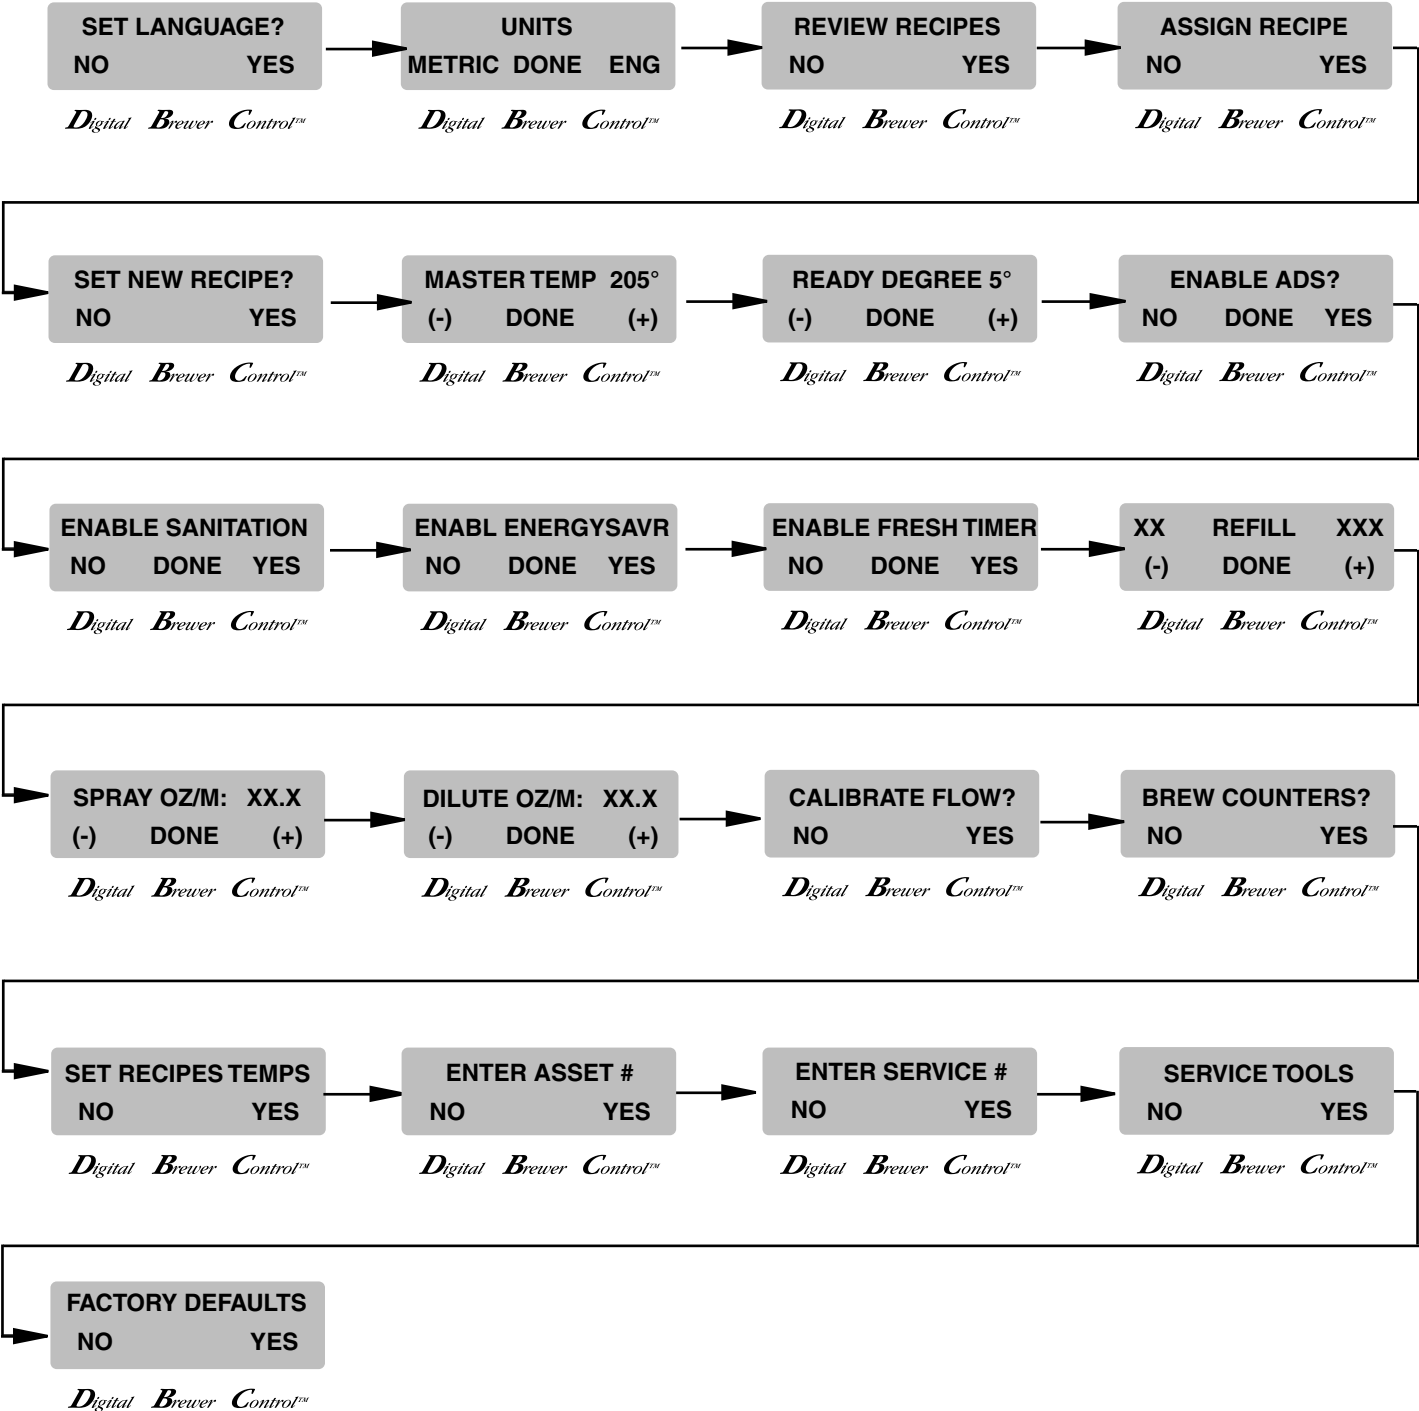 SET LANGUAGE?
NO YES
Digital Brewer Control™
UNITS
METRIC DONE ENG
Digital Brewer Control™
REVIEW RECIPES
NO YES
Digital Brewer Control™
ASSIGN RECIPE
NO YES
Digital Brewer Control™
SET NEW RECIPE?
NO YES
Digital Brewer Control™
MASTER TEMP 205°
(-) DONE (+)
Digital Brewer Control™
READY DEGREE 5°
(-) DONE (+)
Digital Brewer Control™
ENABLE ADS?
NO DONE YES
Digital Brewer Control™
ENABLE SANITATION
NO DONE YES
Digital Brewer Control™
ENABL ENERGYSAVR
NO DONE YES
Digital Brewer Control™
ENABLE FRESH TIMER
NO DONE YES
Digital Brewer Control™
XX REFILL XXX
(-) DONE (+)
Digital Brewer Control™
SPRAY OZ/M: XX.X
(-) DONE (+)
Digital Brewer Control™
DILUTE OZ/M: XX.X
(-) DONE (+)
Digital Brewer Control™
CALIBRATE FLOW?
NO YES
Digital Brewer Control™
BREW COUNTERS?
NO YES
Digital Brewer Control™
SET RECIPES TEMPS
NO YES
Digital Brewer Control™
ENTER ASSET #
NO YES
Digital Brewer Control™
ENTER SERVICE #
NO YES
Digital Brewer Control™
SERVICE TOOLS
NO YES
Digital Brewer Control™
FACTORY DEFAULTS
NO YES
Digital Brewer Control™